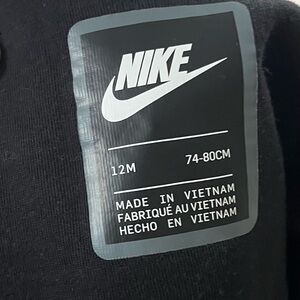 NIKE
12M 74-80CM
MADE IN VIETNAM
FABRIQUÉ AU VIETNAM
HECHO EN VIETNAM